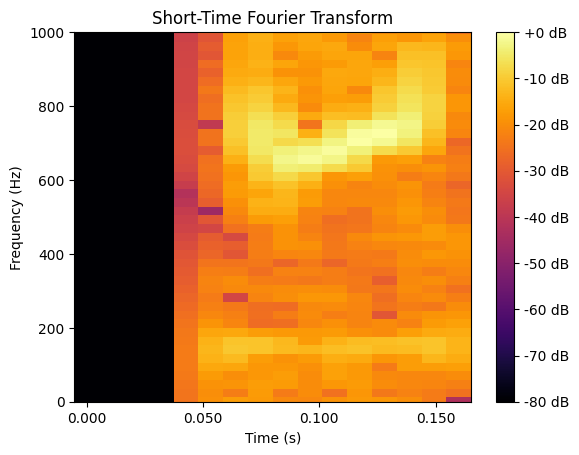 Short-Time Fourier Transform
1000
800
600
400
200
0
Frequency (Hz)
0.000
0.050
0.100
0.150
Time (s)
+0 dB
-10 dB
-20 dB
-30 dB
-40 dB
-50 dB
-60 dB
-70 dB
-80 dB